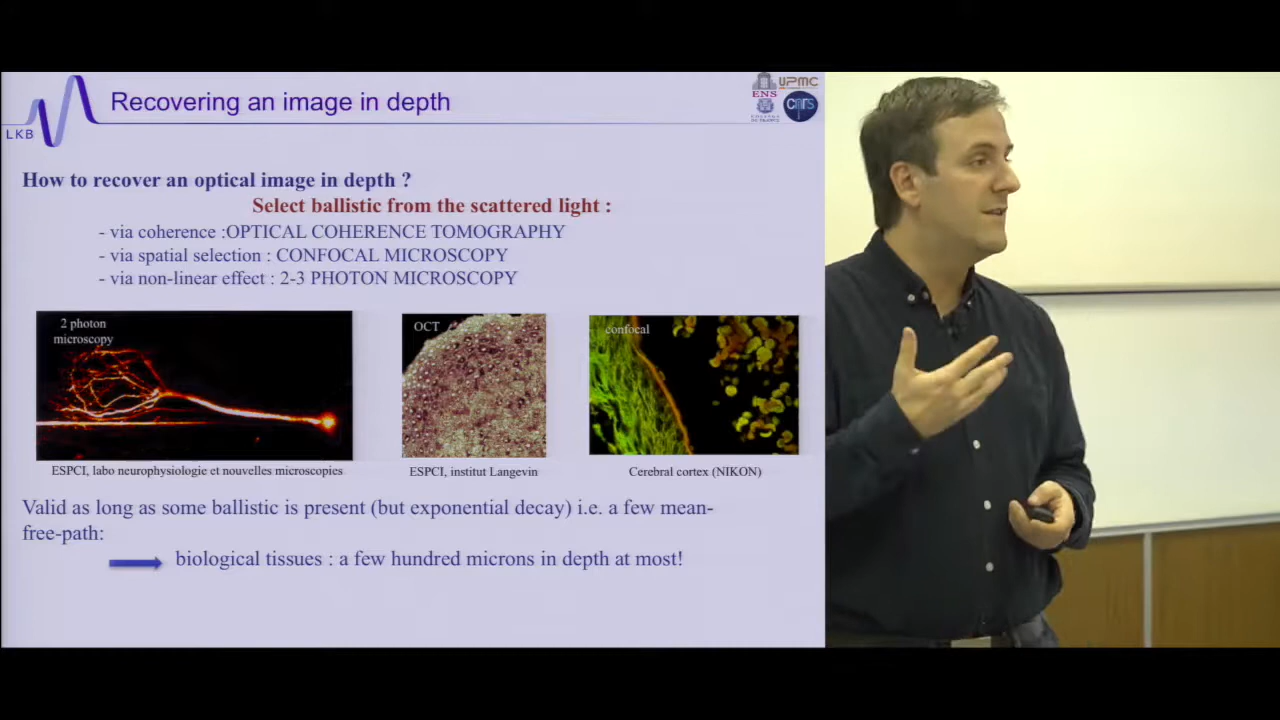 Recovering an image in depth
LKB
ENS
UPMC
cnrs
How to recover an optical image in depth ?
Select ballistic from the scattered light :
- via coherence :OPTICAL COHERENCE TOMOGRAPHY
- via spatial selection : CONFOCAL MICROSCOPY
- via non-linear effect : 2-3 PHOTON MICROSCOPY
2 photon
microscopy
OCT
confocal
ESPCI, labo neurophysiologie et nouvelles microscopies
ESPCI, institut Langevin
Cerebral cortex (NIKON)
Valid as long as some ballistic is present (but exponential decay) i.e. a few mean-
free-path:
biological tissues : a few hundred microns in depth at most!